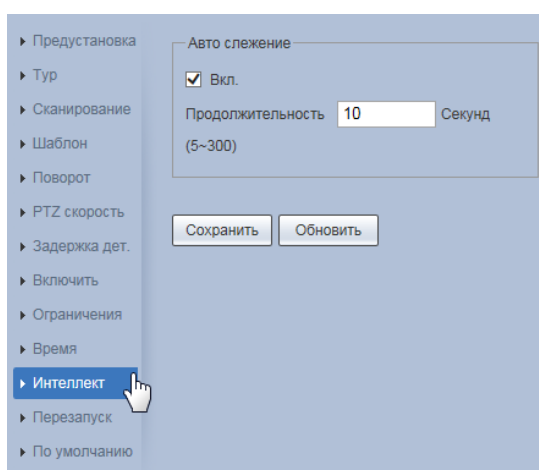 Предустановка
Тур
Сканирование
Шаблон
Поворот
PTZ скорость
Задержка дет.
Включить
Ограничения
Время
Интеллект
Перезапуск
По умолчанию
Авто слежение
Вкл.
Продолжительность 10 Секунд
(5~300)
Сохранить Обновить